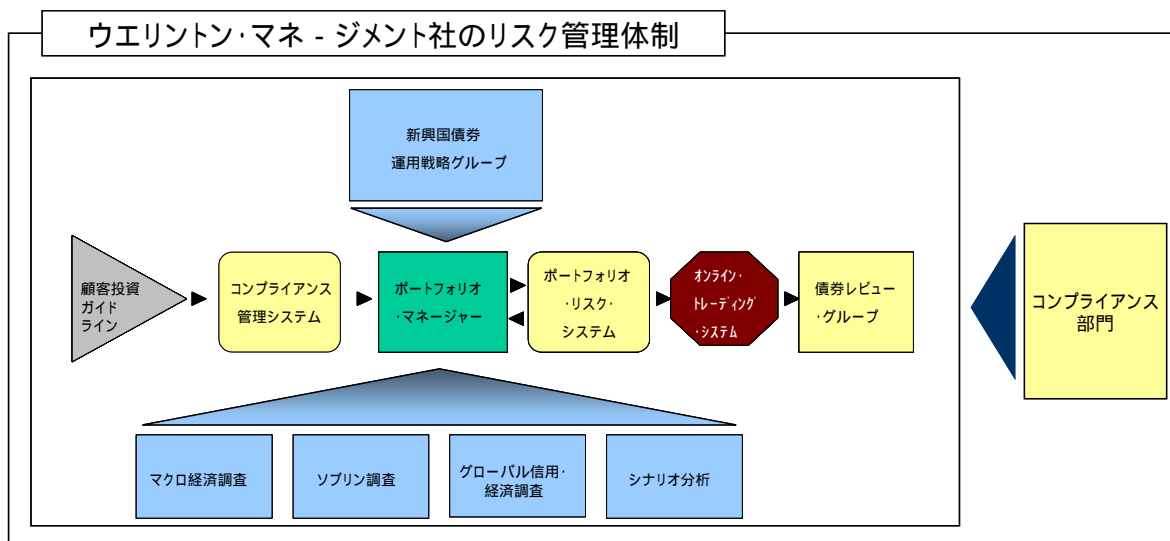 ウエリントン・マネ - ジメント社のリスク管理体制
新興国債券
運用戦略グループ
顧客投資
ガイド
ライン
コンプライアンス
管理システム
ポートフォリオ
・マネージャー
ポートフォリオ
・リスク・
システム
オンライン・
トレーディング
・システム
債券レビュー
・グループ
コンプライアンス
部門
マクロ経済調査
ソブリン調査
グローバル信用・
経済調査
シナリオ分析